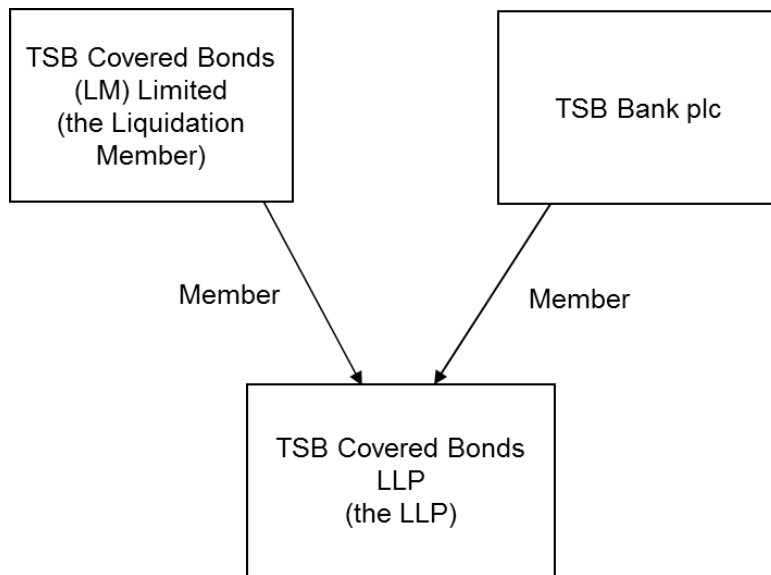 TSB Covered Bonds
(LM) Limited
(the Liquidation
Member)
TSB Bank plc
Member
Member
TSB Covered Bonds
LLP
(the LLP)